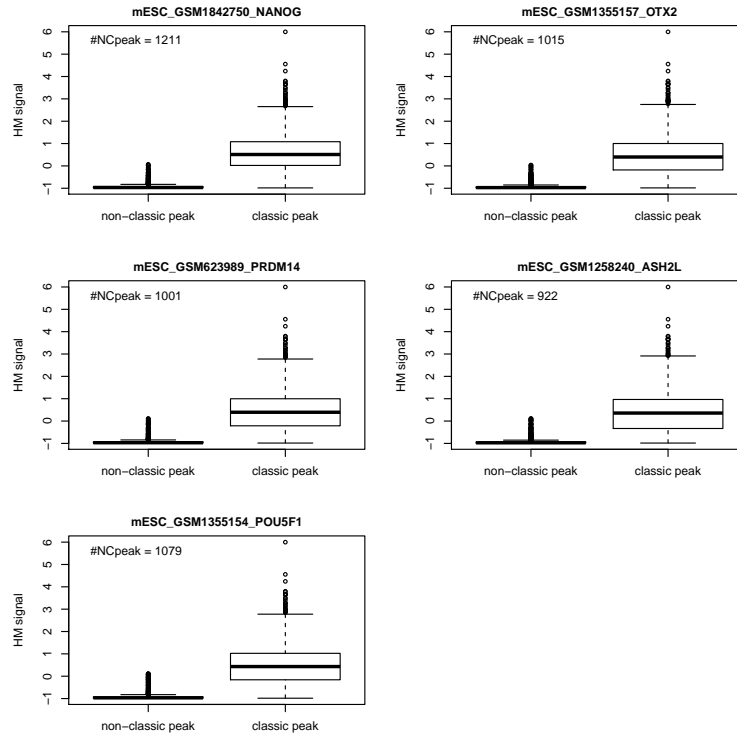 mESC_GSM1842750_NANOG
#NCpeak = 1211
HM signal
6
5
4
3
2
1
0
−1
non−classic peak classic peak
mESC_GSM1355157_OTX2
#NCpeak = 1015
HM signal
6
5
4
3
2
1
0
−1
non−classic peak classic peak
mESC_GSM623989_PRDM14
#NCpeak = 1001
HM signal
6
5
4
3
2
1
0
−1
non−classic peak classic peak
mESC_GSM1258240_ASH2L
#NCpeak = 922
HM signal
6
5
4
3
2
1
0
−1
non−classic peak classic peak
mESC_GSM1355154_POU5F1
#NCpeak = 1079
HM signal
6
5
4
3
2
1
0
−1
non−classic peak classic peak